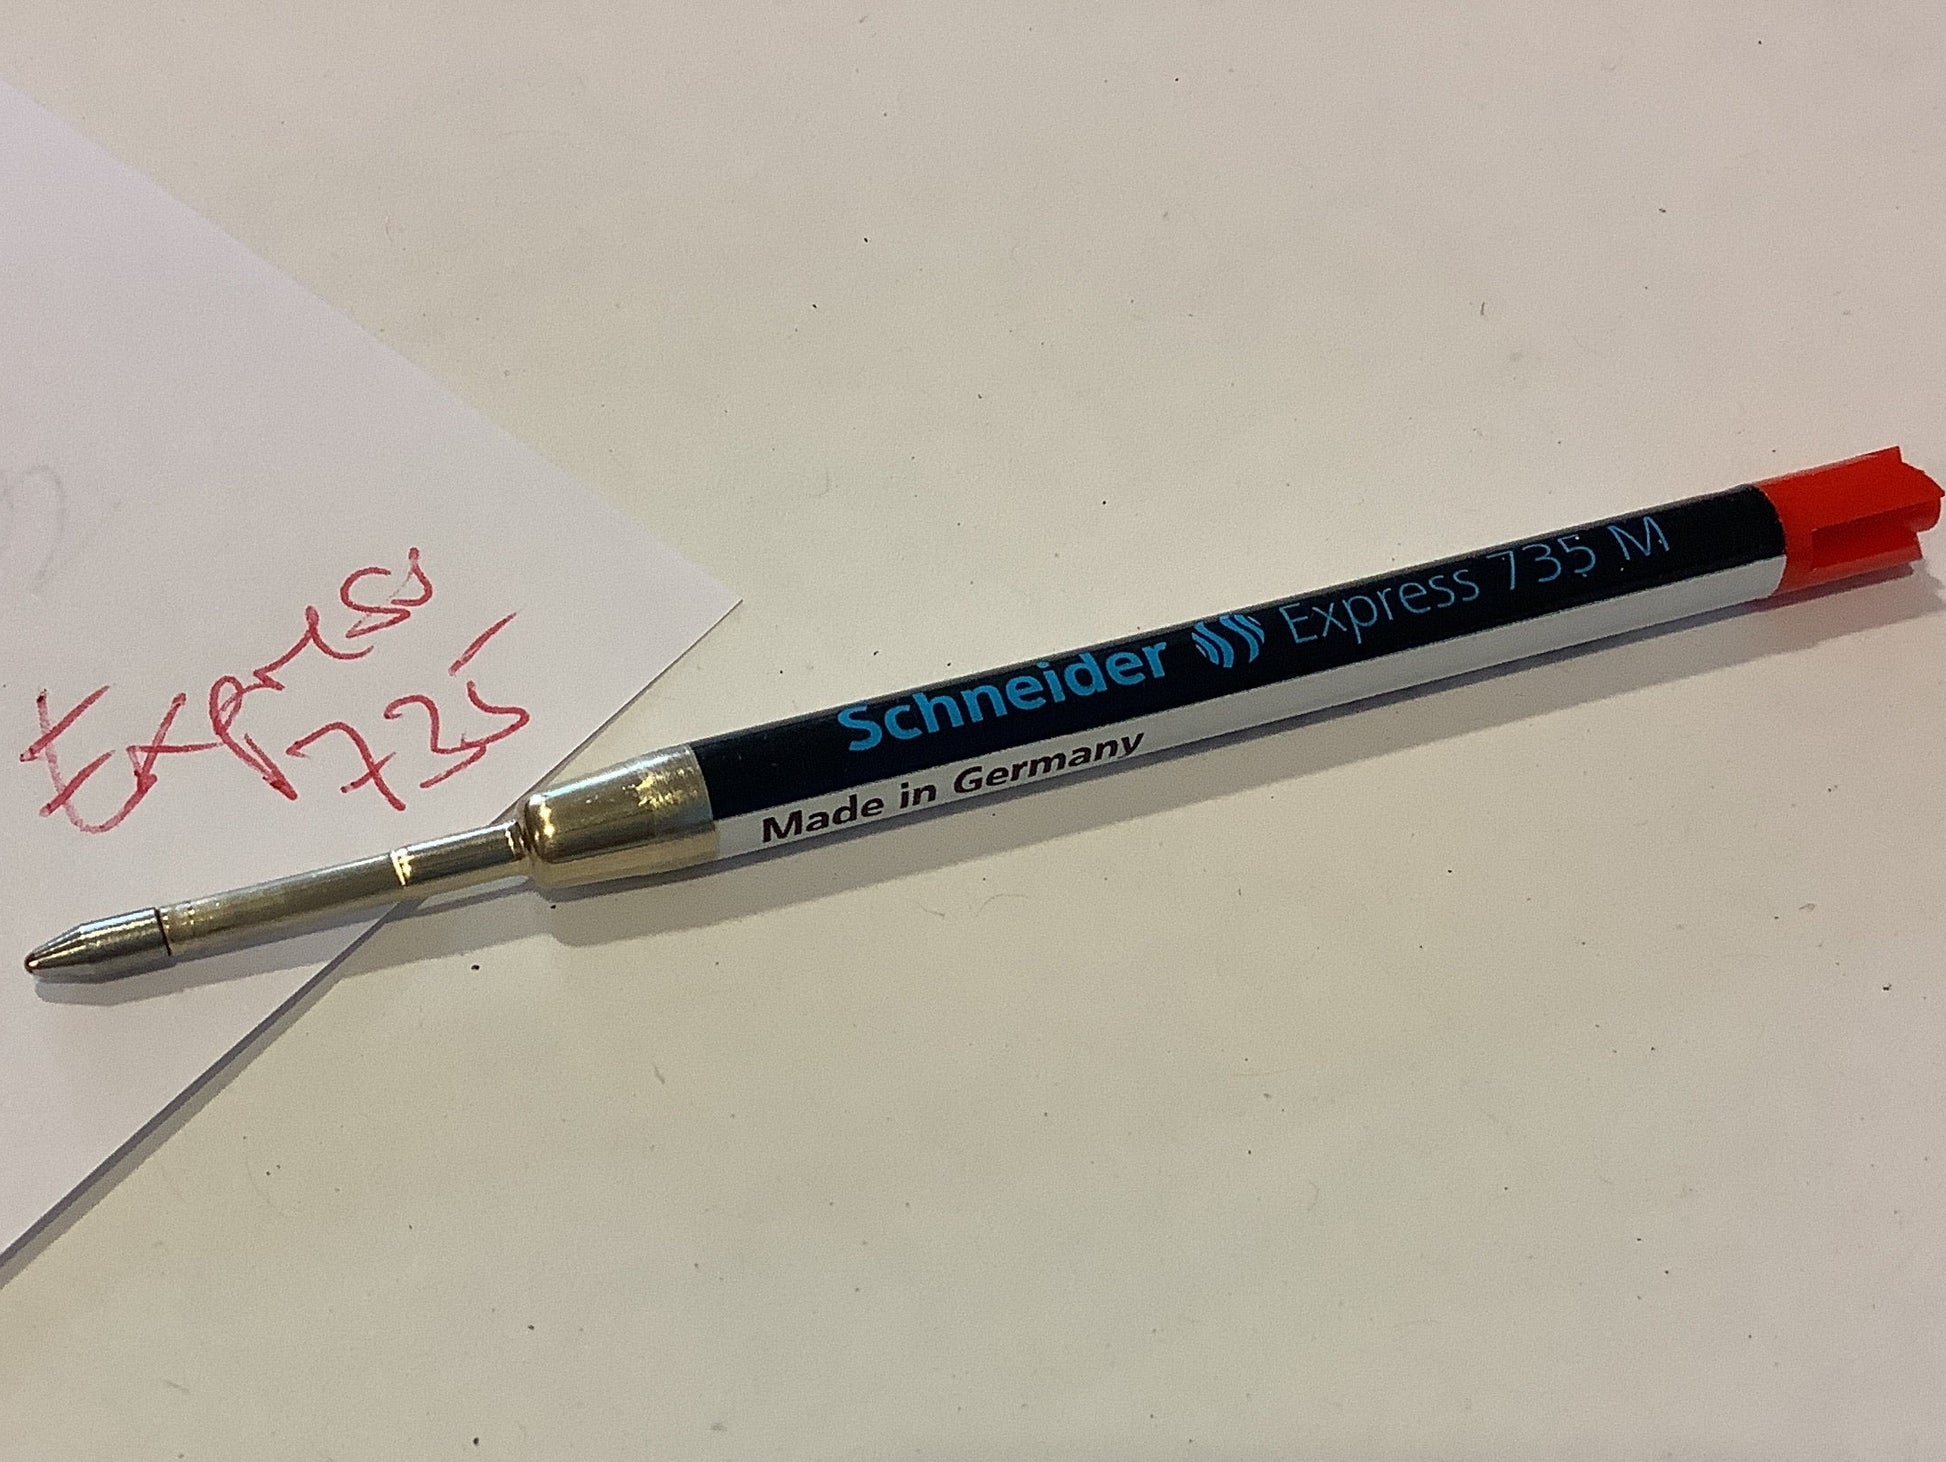 Express
735
Schneider Express 735 M
Made in Germany